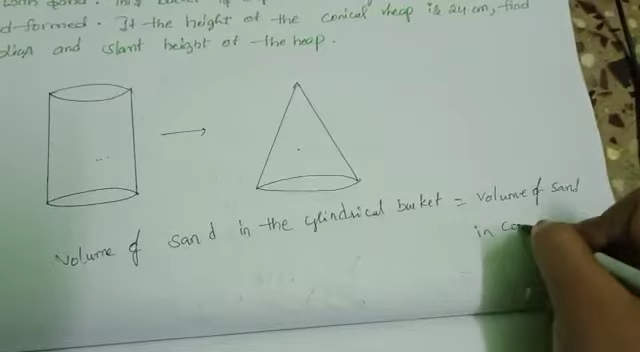 d-formed. If the height of the conical heap is 24 cm, find
and slant height of the heap.
volume of sand in the cylindrical bucket = volume of sand
in co